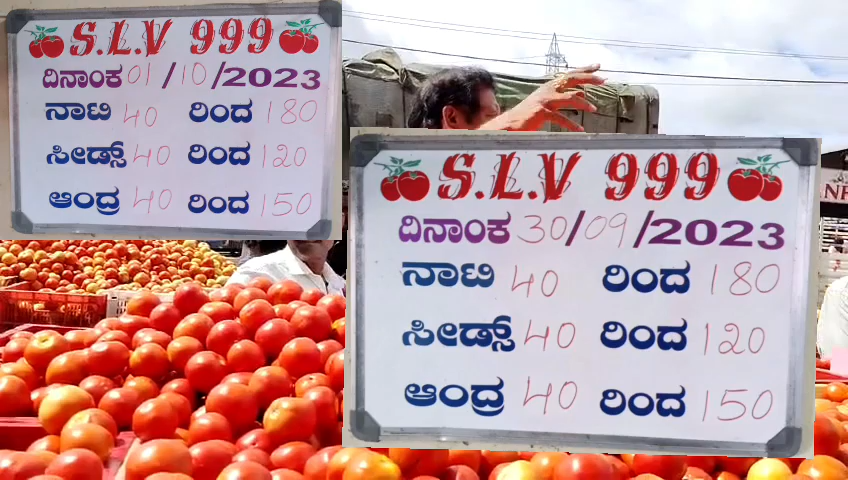 S.L.V 999
ದಿನಾಂಕ 01/10/2023
ನಾಟಿ 40 ರಿಂದ 180
ಸೀಡ್ಸ್ 40 ರಿಂದ 120
ಆಂಧ್ರ 40 ರಿಂದ 150
S.L.V 999
ದಿನಾಂಕ 30/09/2023
ನಾಟಿ 40 ರಿಂದ 180
ಸೀಡ್ಸ್ 40 ರಿಂದ 120
ಆಂಧ್ರ 40 ರಿಂದ 150